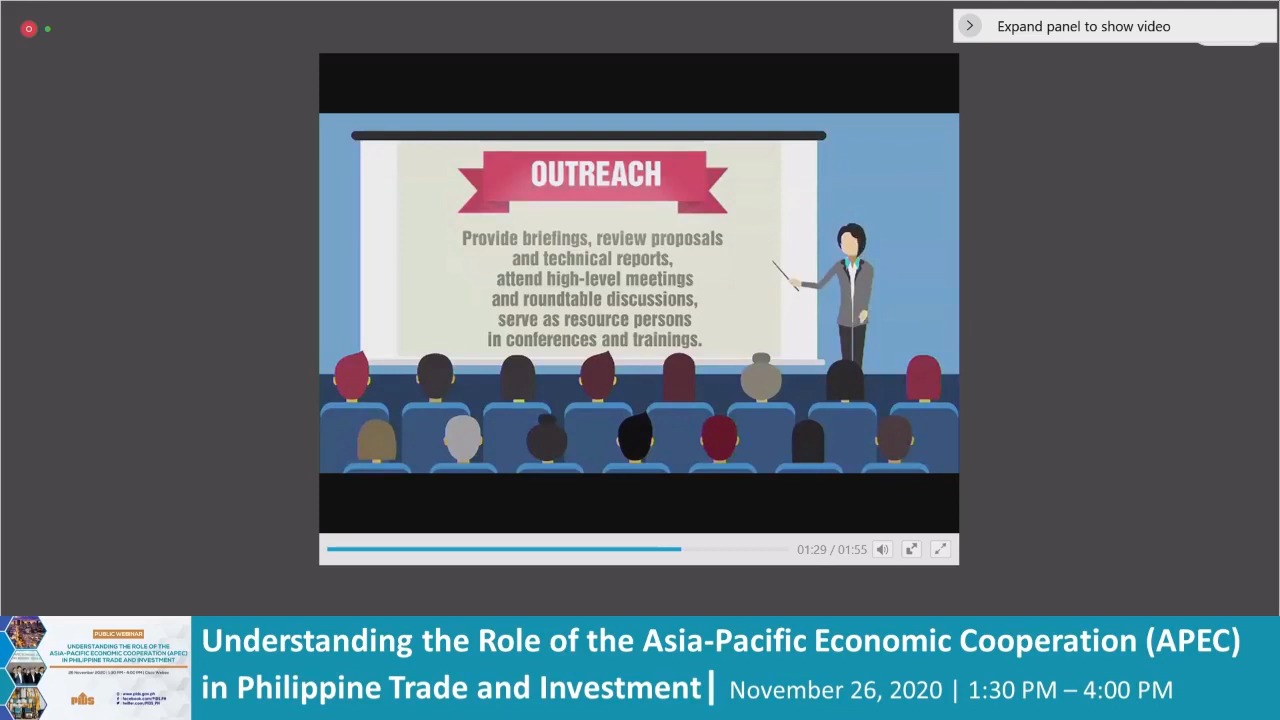 Expand panel to show video
OUTREACH
Provide briefings, review proposals
and technical reports,
attend high-level meetings
and roundtable discussions,
serve as resource persons
in conferences and trainings.
01:29 / 01:55
PUBLIC WEBINAR
UNDERSTANDING THE ROLE OF THE
ASIA-PACIFIC ECONOMIC COOPERATION (APEC)
IN PHILIPPINE TRADE AND INVESTMENT
Understanding the Role of the Asia-Pacific Economic Cooperation (APEC)
in Philippine Trade and Investment| November 26, 2020 | 1:30 PM – 4:00 PM